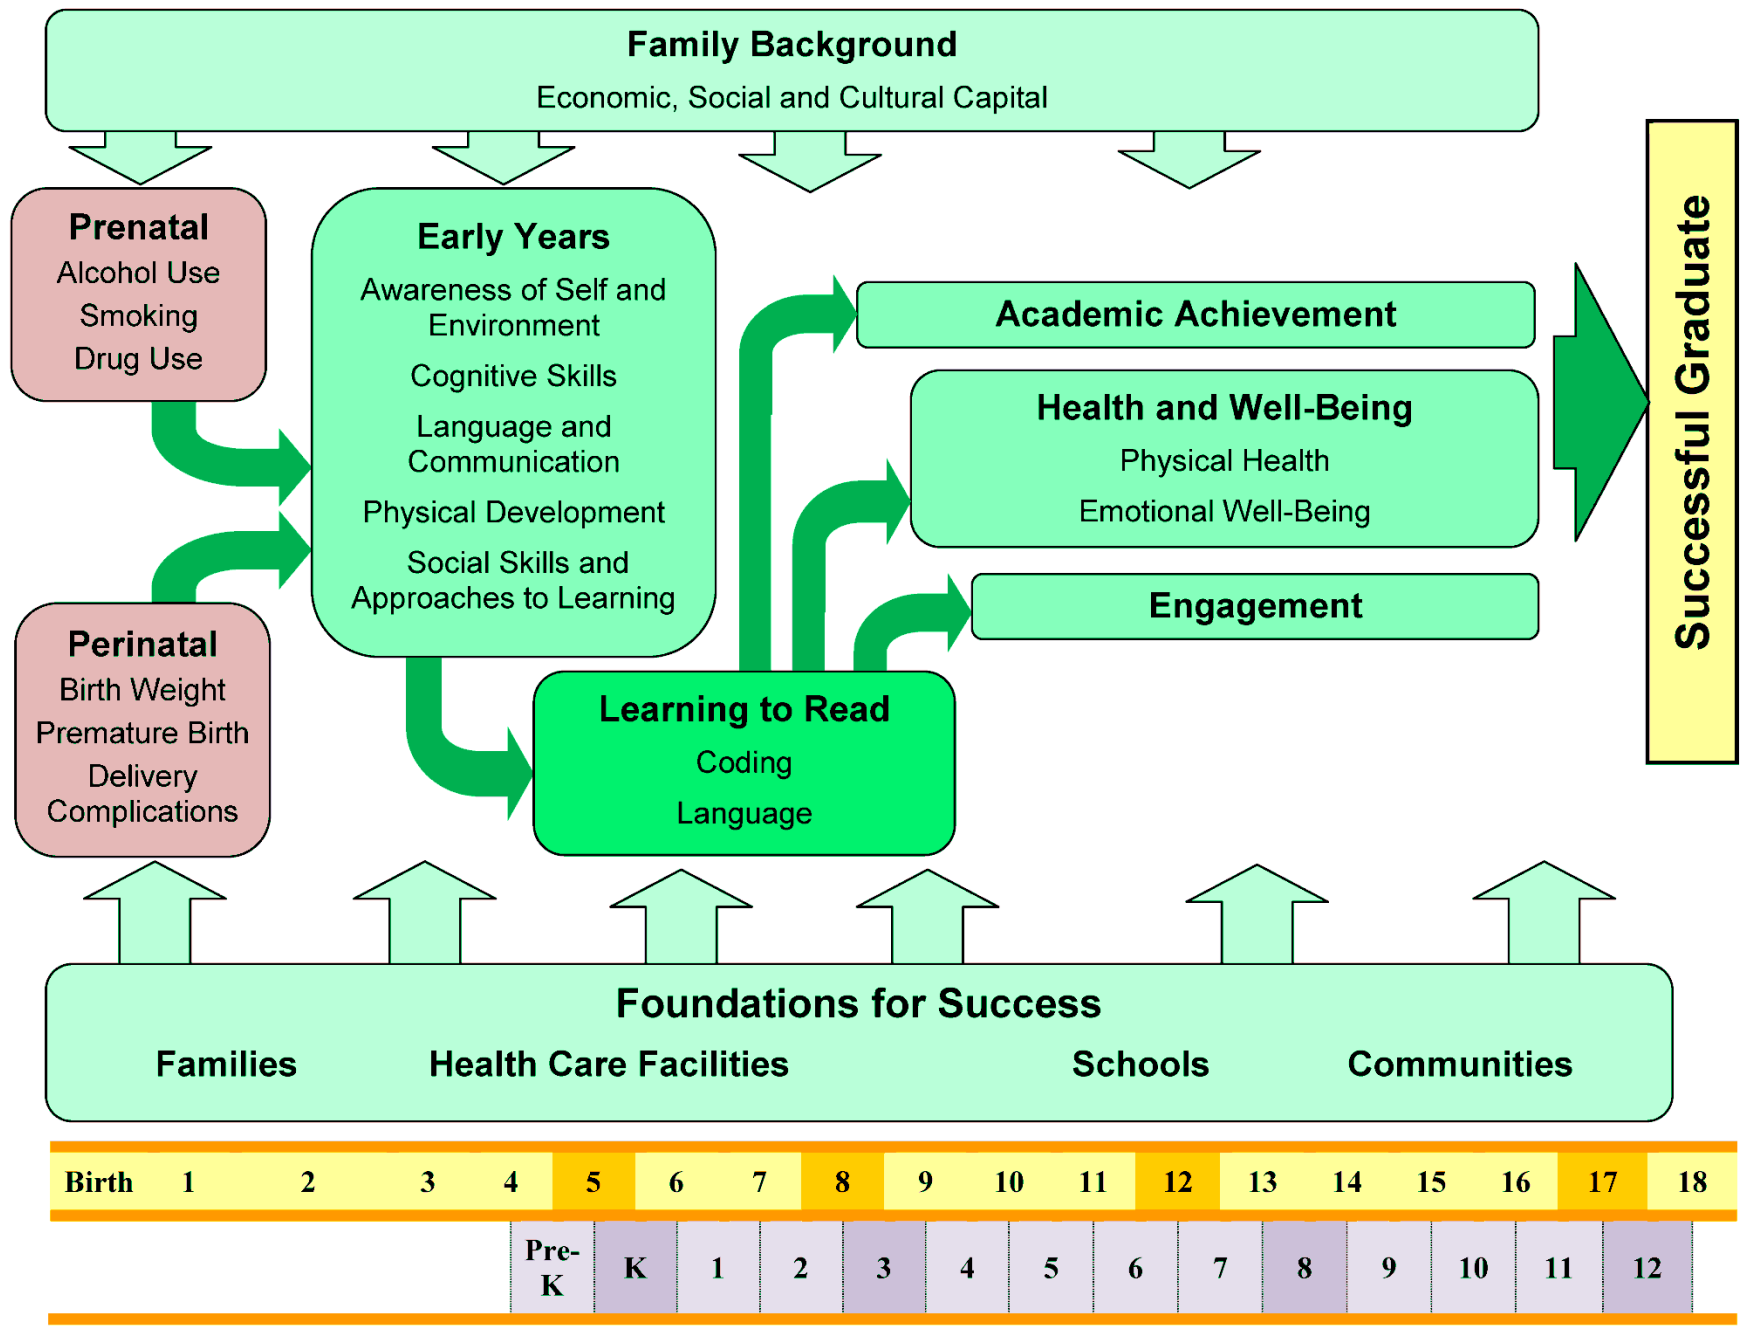 Family Background
Economic, Social and Cultural Capital
Prenatal
Alcohol Use
Smoking
Drug Use
Early Years
Awareness of Self and
Environment
Cognitive Skills
Language and
Communication
Physical Development
Social Skills and
Approaches to Learning
Perinatal
Birth Weight
Premature Birth
Delivery
Complications
Learning to Read
Coding
Language
Academic Achievement
Health and Well-Being
Physical Health
Emotional Well-Being
Engagement
Successful Graduate
Foundations for Success
Families Health Care Facilities Schools Communities
Birth 1 2 3 4 5 6 7 8 9 10 11 12 13 14 15 16 17 18
Pre-
K K 1 2 3 4 5 6 7 8 9 10 11 12